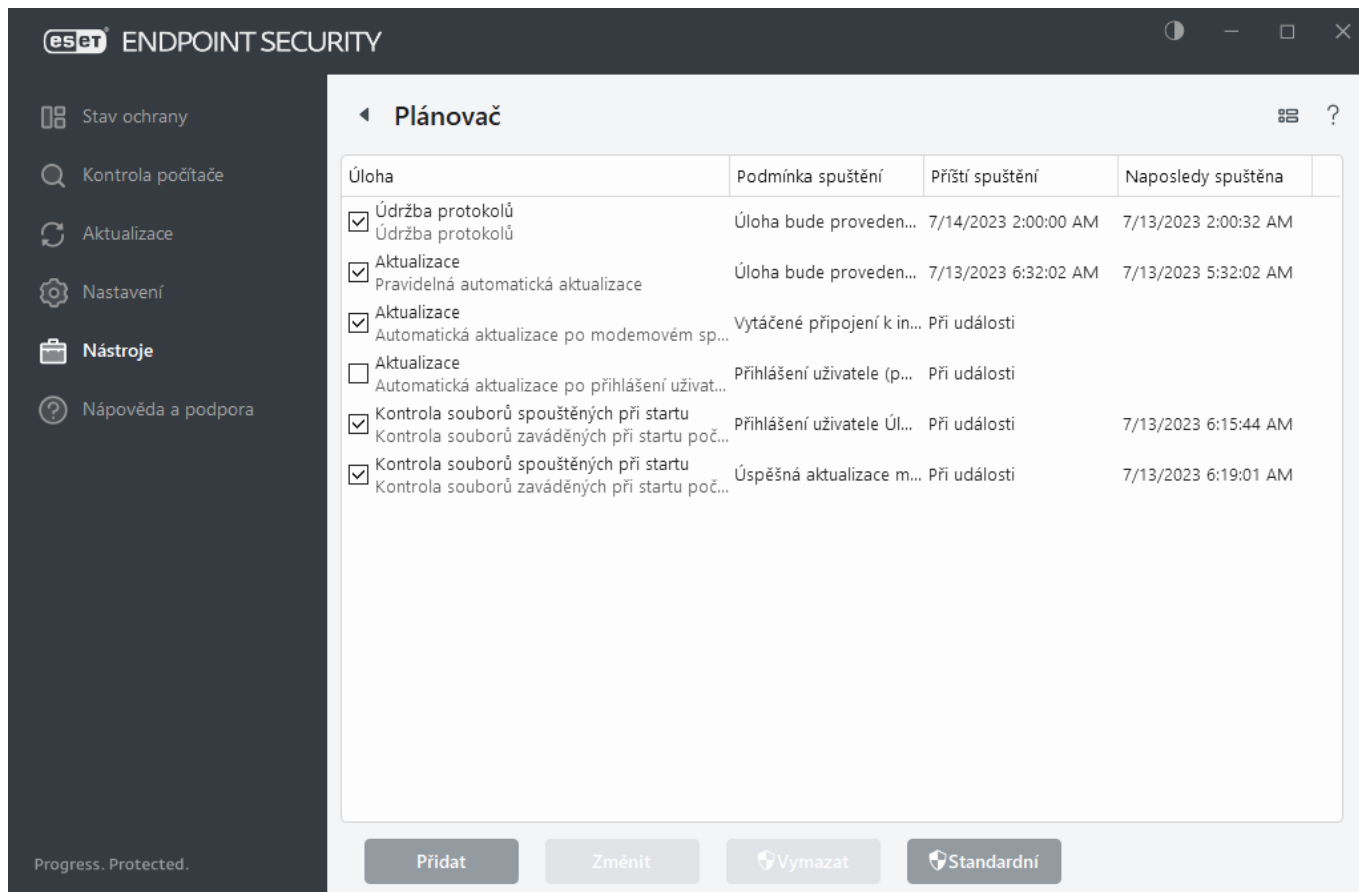 eset ENDPOINT SECURITY
Stav ochrany
Kontrola počítače
Aktualizace
Nastavení
Nástroje
Nápověda a podpora
Progress. Protected.
Plánovač
?
Úloha Podmínka spuštění Příští spuštění Naposledy spuštěna
Údržba protokolů
Údržba protokolů
Úloha bude proveden... 7/14/2023 2:00:00 AM 7/13/2023 2:00:32 AM
Aktualizace
Pravidelná automatická aktualizace
Úloha bude proveden... 7/13/2023 6:32:02 AM 7/13/2023 5:32:02 AM
Aktualizace
Automatická aktualizace po modemovém sp...
Vytáčené připojení k in... Při události
Aktualizace
Automatická aktualizace po přihlášení uživat...
Přihlášení uživatele (p... Při události
Kontrola souborů spouštěných při startu
Kontrola souborů zaváděných při startu poč...
Přihlášení uživatele Úl... Při události 7/13/2023 6:15:44 AM
Kontrola souborů spouštěných při startu
Kontrola souborů zaváděných při startu poč...
Úspěšná aktualizace m... Při události 7/13/2023 6:19:01 AM
Přidat Změnit Vymazat Standardní